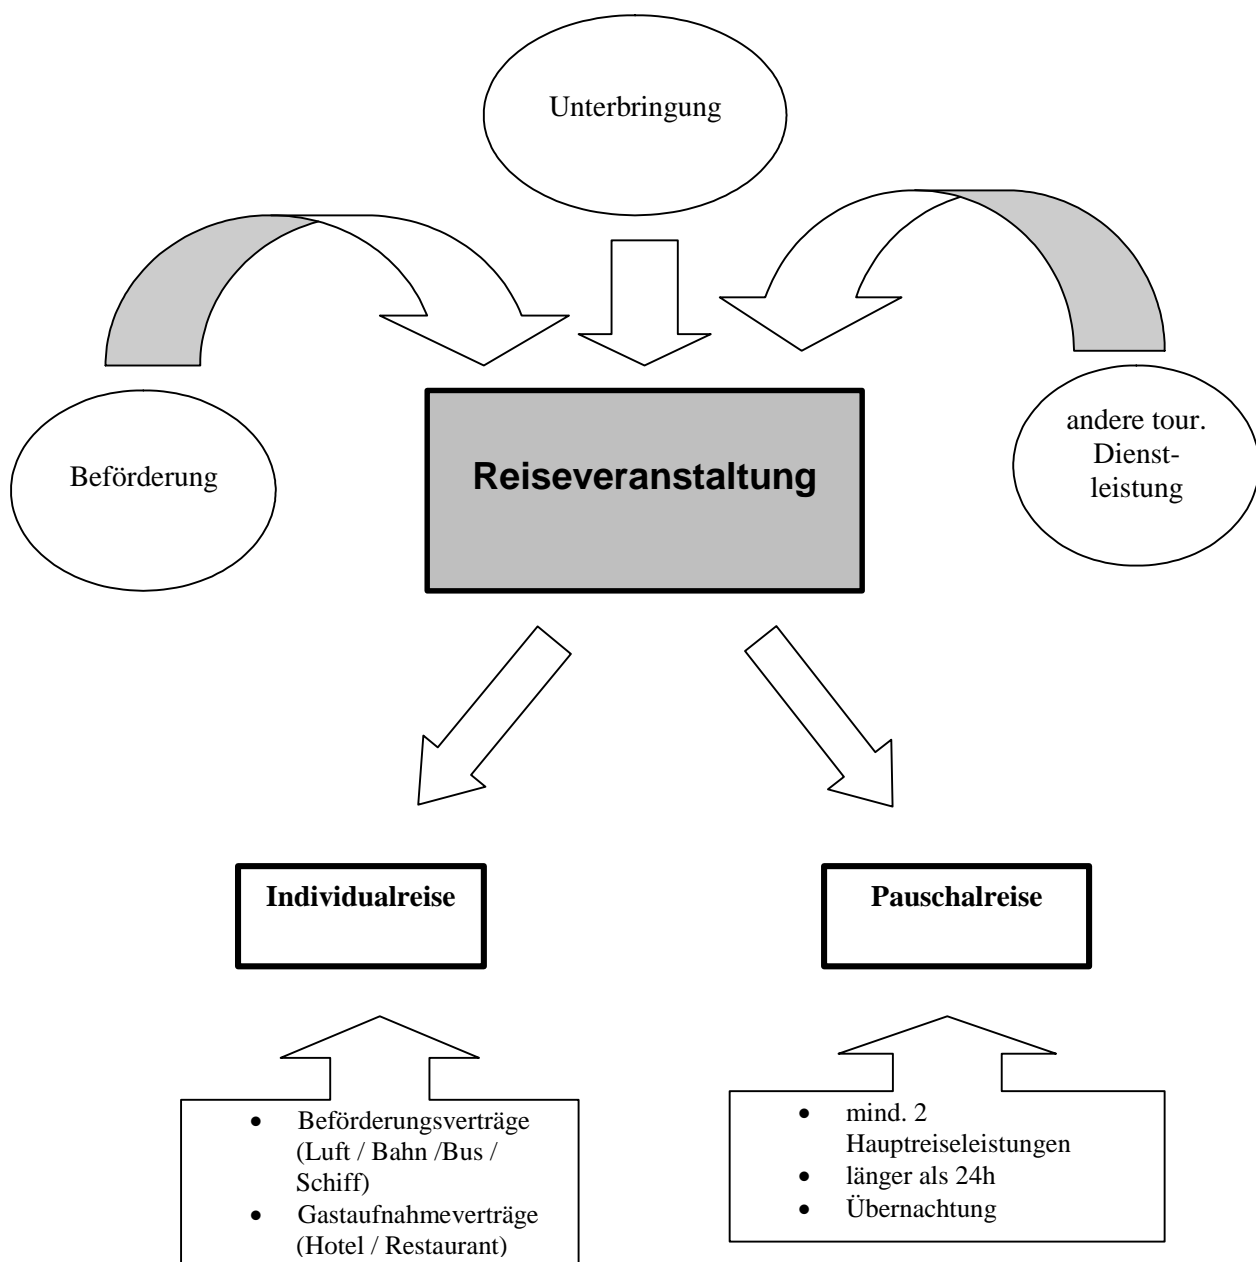 Unterbringung
Beförderung
andere tour.
Dienst-
leistung
Reiseveranstaltung
Individualreise
Pauschalreise
• Beförderungsverträge
(Luft / Bahn /Bus /
Schiff)
• Gastaufnahmeverträge
(Hotel / Restaurant)
• mind. 2
Hauptreiseleistungen
• länger als 24h
• Übernachtung